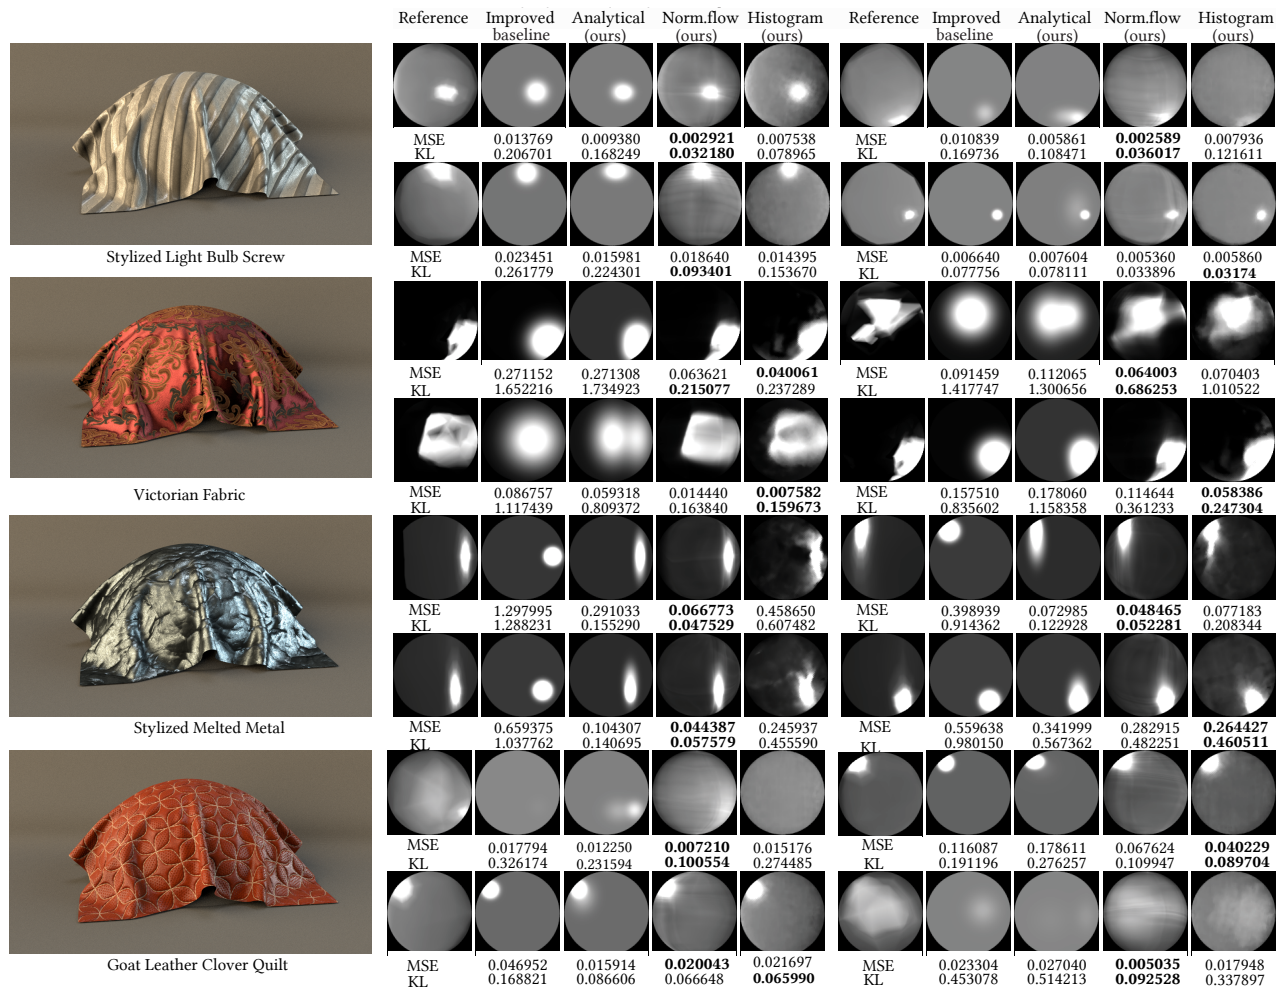 Reference Improved Analytical Norm.flow Histogram Reference Improved Analytical Norm.flow Histogram
baseline (ours) (ours) (ours) baseline (ours) (ours) (ours)
MSE 0.013769 0.009380 0.002921 0.007538 MSE 0.010839 0.005861 0.002589 0.007936
KL 0.206701 0.168249 0.032180 0.078965 KL 0.169736 0.108471 0.036017 0.121611
Stylized Light Bulb Screw
MSE 0.023451 0.015981 0.018640 0.014395 MSE 0.006640 0.007604 0.005360 0.005860
KL 0.261779 0.224301 0.093401 0.153670 KL 0.077756 0.078111 0.033896 0.03174
MSE 0.271152 0.271308 0.063621 0.040061 MSE 0.091459 0.112065 0.064003 0.070403
KL 1.652216 1.734923 0.215077 0.237289 KL 1.417747 1.300656 0.686253 1.010522
Victorian Fabric
MSE 0.086757 0.059318 0.014440 0.007582 MSE 0.157510 0.178060 0.114644 0.058386
KL 1.117439 0.809372 0.163840 0.159673 KL 0.835602 1.158358 0.361233 0.247304
MSE 1.297995 0.291033 0.066773 0.458650 MSE 0.398939 0.072985 0.048465 0.077183
KL 1.288231 0.155290 0.047529 0.607482 KL 0.914362 0.122928 0.052281 0.208344
Stylized Melted Metal
MSE 0.659375 0.104307 0.044387 0.245937 MSE 0.559638 0.341999 0.282915 0.264427
KL 1.037762 0.140695 0.057579 0.455590 KL 0.980150 0.567362 0.482251 0.460511
MSE 0.017794 0.012250 0.007210 0.015176 MSE 0.116087 0.178611 0.067624 0.040229
KL 0.326174 0.231594 0.100554 0.274485 KL 0.191196 0.276257 0.109947 0.089704
Goat Leather Clover Quilt
MSE 0.046952 0.015914 0.020043 0.021697 MSE 0.023304 0.027040 0.005035 0.017948
KL 0.168821 0.086606 0.066648 0.065990 KL 0.453078 0.514213 0.092528 0.337897